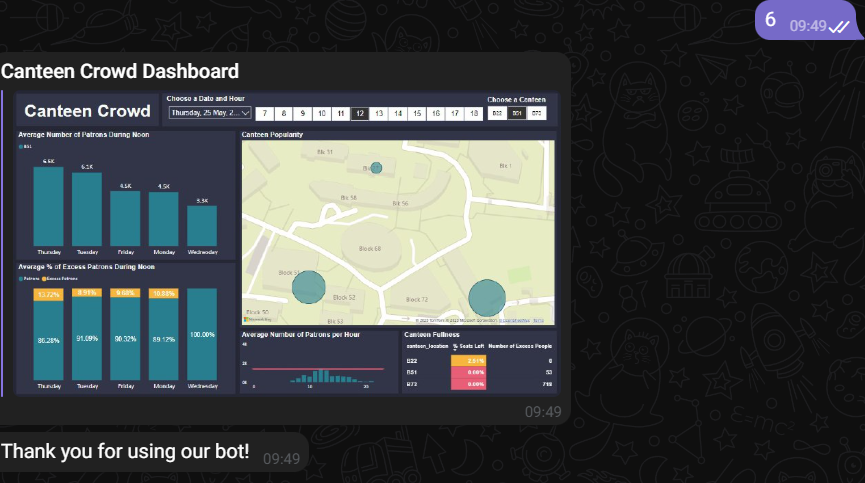 6 09:49
Canteen Crowd Dashboard
Canteen Crowd
Choose a Date and Hour
Thursday, 25 May, 2...
7 8 9 10 11 12 13 14 15 16 17 18
Choose a Canteen
B22 B51 B73
Average Number of Patrons During Noon
B51
6.5K
6.1K
4.5K
4.5K
3.3K
Thursday Tuesday Friday Monday Wednesday
Canteen Popularity
Blk 31
Blk 1
Blk 58
Blk 56
Block 68
Block 51
Block 52
Block 72
Block 50
Blk 53
Average % of Excess Patrons During Noon
Patrons Excess Patrons
13.72% 8.91% 9.68% 10.88%
86.28% 91.09% 90.32% 89.12% 100.00%
Thursday Tuesday Friday Monday Wednesday
Average Number of Patrons per Hour
0K
0 10 20
Canteen Fullness
canteen_location % Seats Left Number of Excess People
B22 0
B51 0.00% 53
B73 0.00% 718
09:49
Thank you for using our bot! 09:49